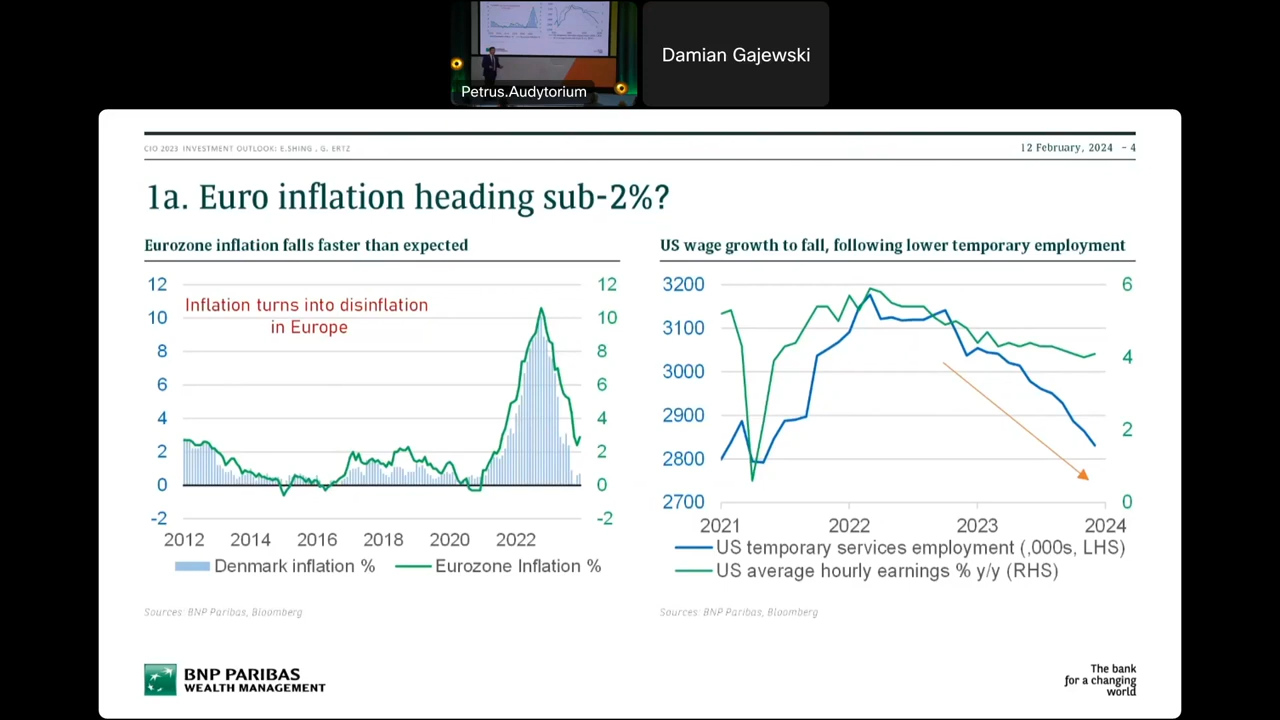 Petrus.Audytorium
Damian Gajewski
CIO 2023 INVESTMENT OUTLOOK: E.SHING , G. ERTZ
12 February, 2024 - 4
1a. Euro inflation heading sub-2%?
Eurozone inflation falls faster than expected
12
10
8
6
4
2
0
-2
Inflation turns into disinflation
in Europe
12
10
8
6
4
2
0
-2
2012 2014 2016 2018 2020 2022
Denmark inflation % Eurozone Inflation %
Sources: BNP Paribas, Bloomberg
US wage growth to fall, following lower temporary employment
3200
3100
3000
2900
2800
2700
6
4
2
0
2021 2022 2023 2024
US temporary services employment (,000s, LHS)
US average hourly earnings % y/y (RHS)
Sources: BNP Paribas, Bloomberg
BNP PARIBAS
WEALTH MANAGEMENT
The bank
for a changing
world